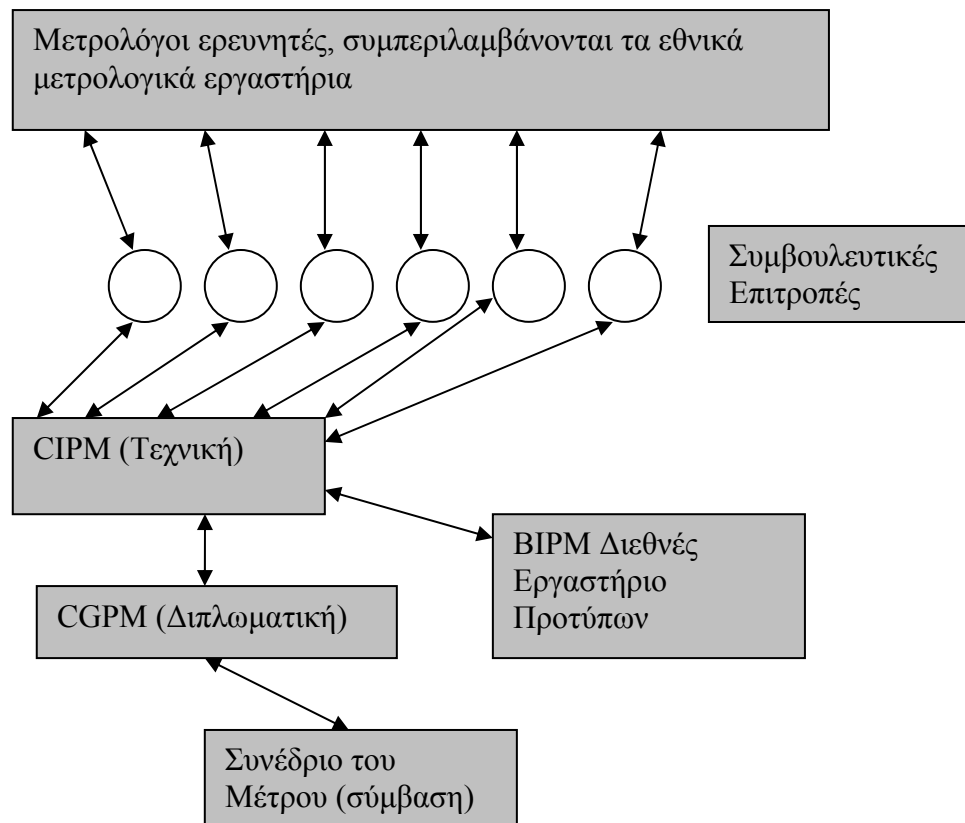 Μετρολόγοι ερευνητές, συμπεριλαμβάνονται τα εθνικά
μετρολογικά εργαστήρια
Συμβουλευτικές
Επιτροπές
CIPM (Τεχνική)
BIPM Διεθνές
Εργαστήριο
Προτύπων
CGPM (Διπλωματική)
Συνέδριο του
Μέτρου (σύμβαση)